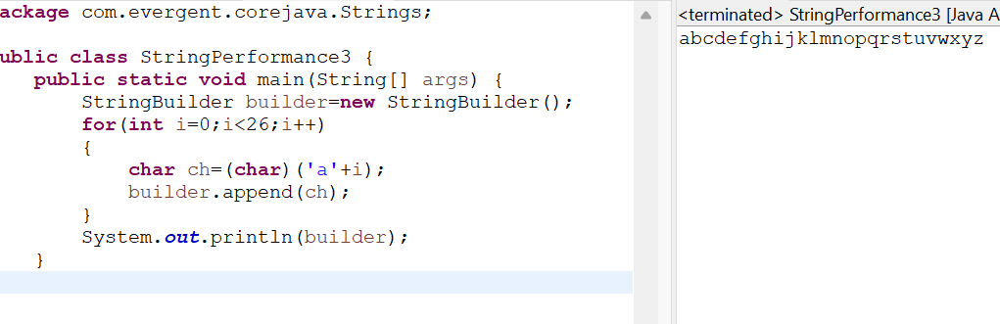 ackage com.evergent.corejava.Strings;
ublic class StringPerformance3 {
public static void main(String[] args) {
StringBuilder builder=new StringBuilder();
for(int i=0;i<26;i++)
{
char ch=(char)('a'+i);
builder.append(ch);
}
System.out.println(builder);
}
<terminated> StringPerformance3 [Java A
abcdefghijklmnopqrstuvwxyz